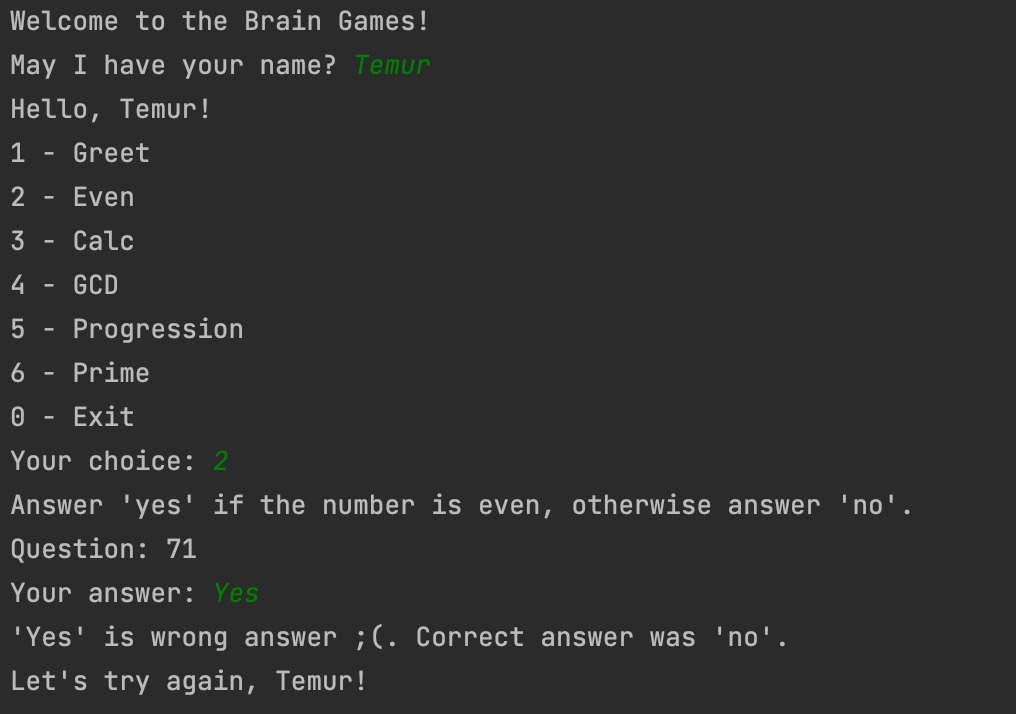 Welcome to the Brain Games!
May I have your name? Temur
Hello, Temur!
1 - Greet
2 - Even
3 - Calc
4 - GCD
5 - Progression
6 - Prime
0 - Exit
Your choice: 2
Answer 'yes' if the number is even, otherwise answer 'no'.
Question: 71
Your answer: Yes
'Yes' is wrong answer ;(. Correct answer was 'no'.
Let's try again, Temur!